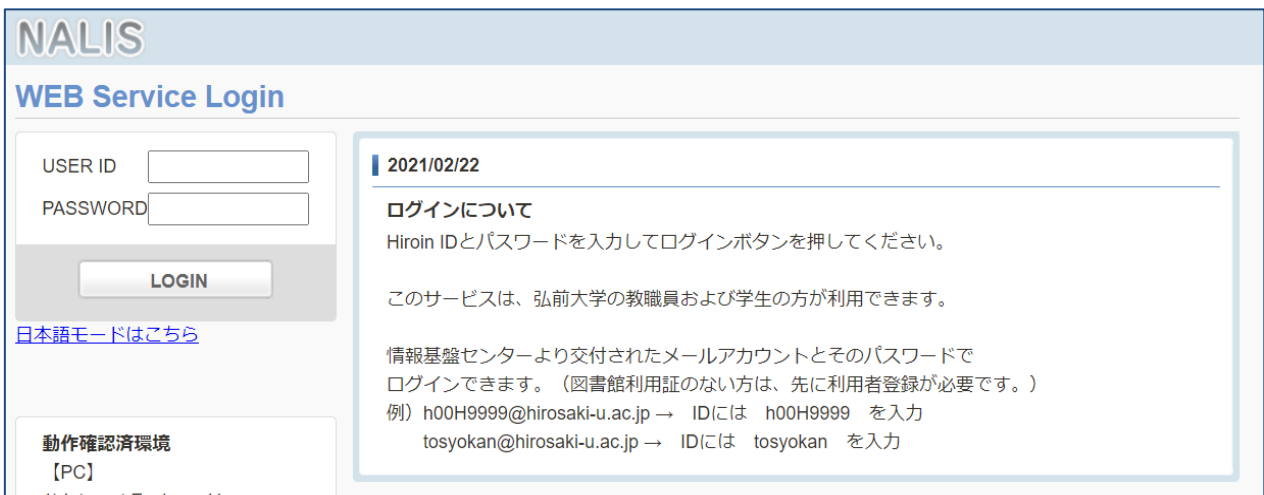 NALIS
WEB Service Login
USER ID
PASSWORD
LOGIN
日本語モードはこちら
動作確認済環境
【PC】
2021/02/22
ログインについて
Hiroin IDとパスワードを入力してログインボタンを押してください。
このサービスは、弘前大学の教職員および学生の方が利用できます。
情報基盤センターより交付されたメールアカウントとそのパスワードで
ログインできます。（図書館利用証のない方は、先に利用者登録が必要です。）
例）h00H9999@hirosaki-u.ac.jp→　IDには　h00H9999　を入力
tosyokan@hirosaki-u.ac.jp→　IDには　tosyokan　を入力